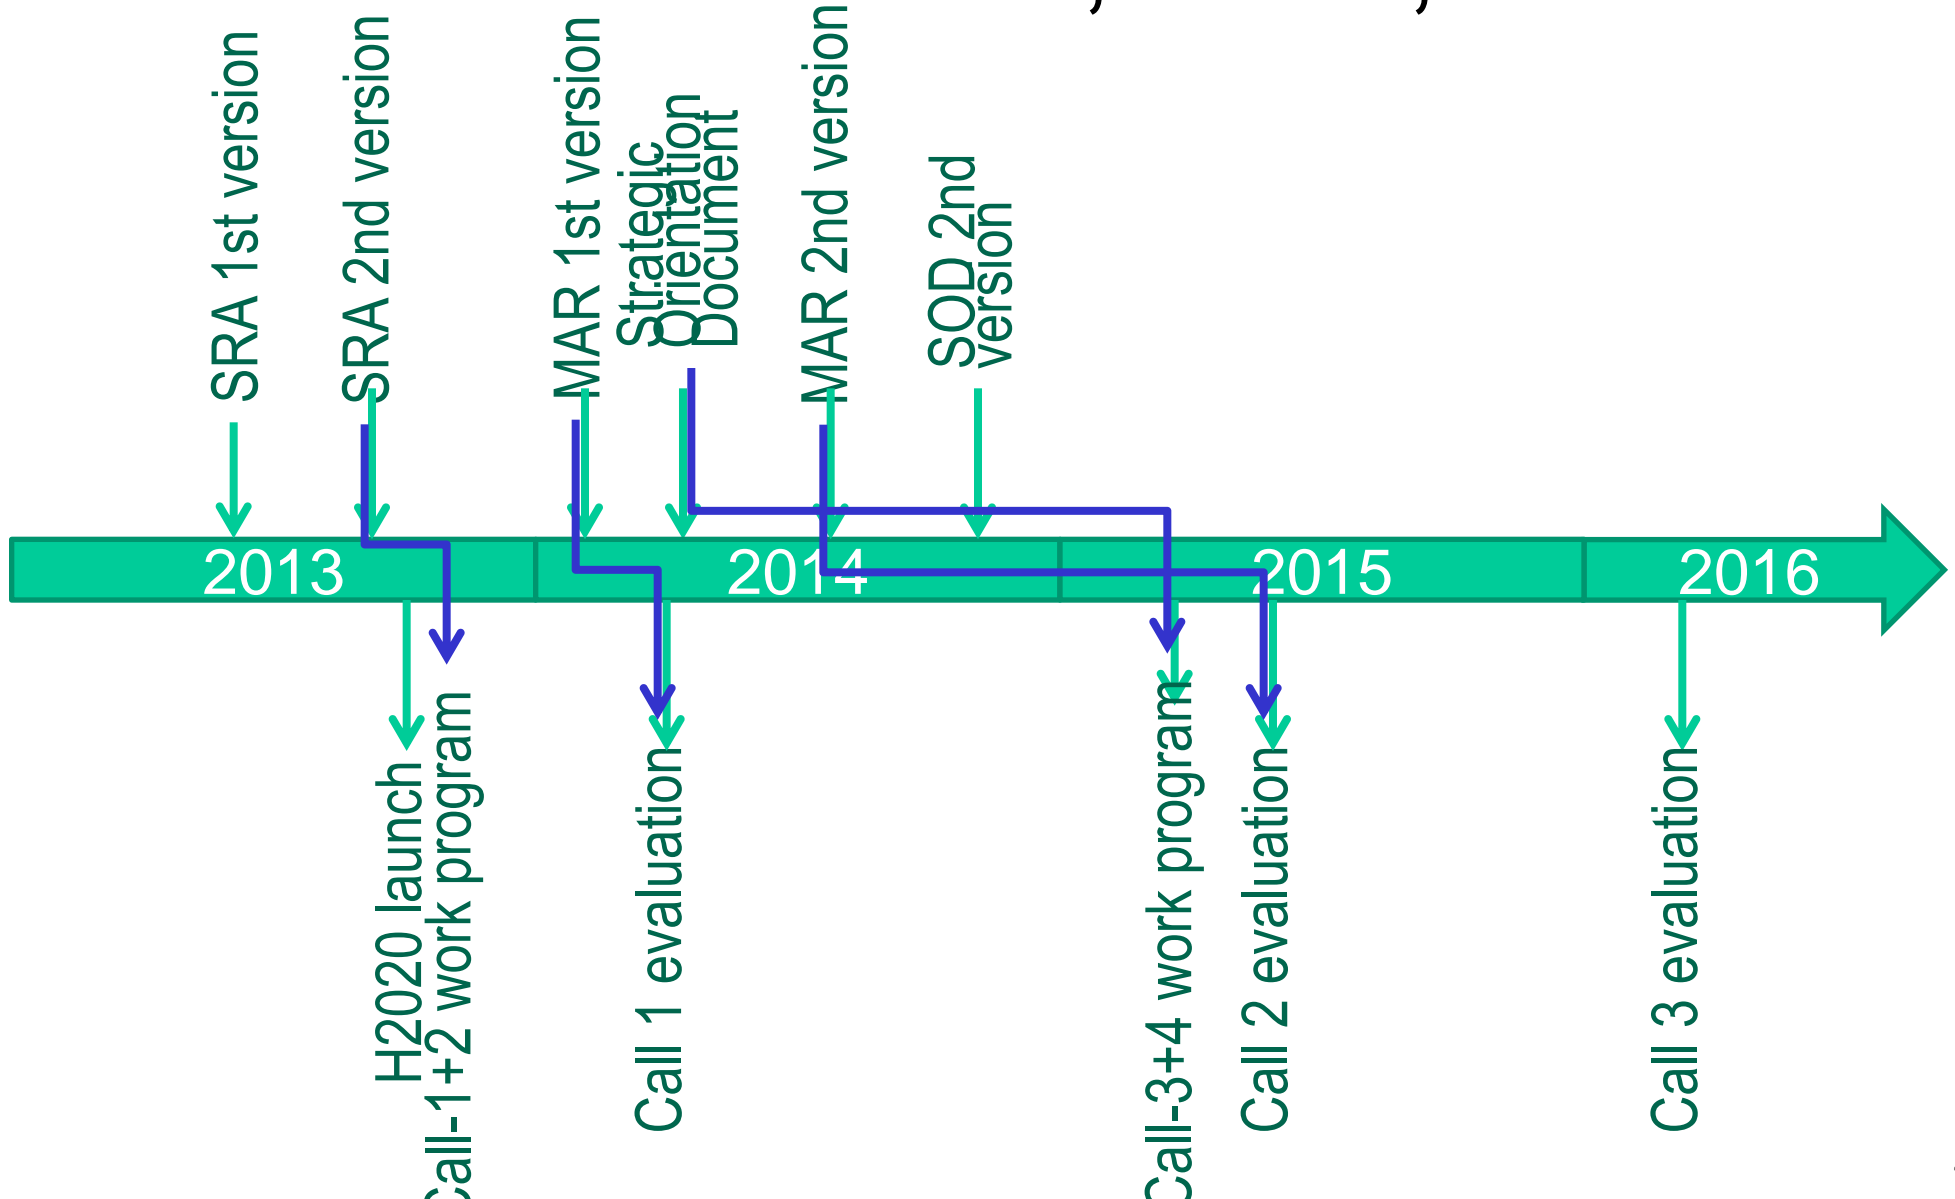 SRA 1st version
SRA 2nd version
MAR 1st version
Strategic
Orientation
Document
MAR 2nd version
SOD 2nd
version
2013
2014
2015
2016
H2020 launch
Call-1+2 work program
Call 1 evaluation
Call-3+4 work program
Call 2 evaluation
Call 3 evaluation